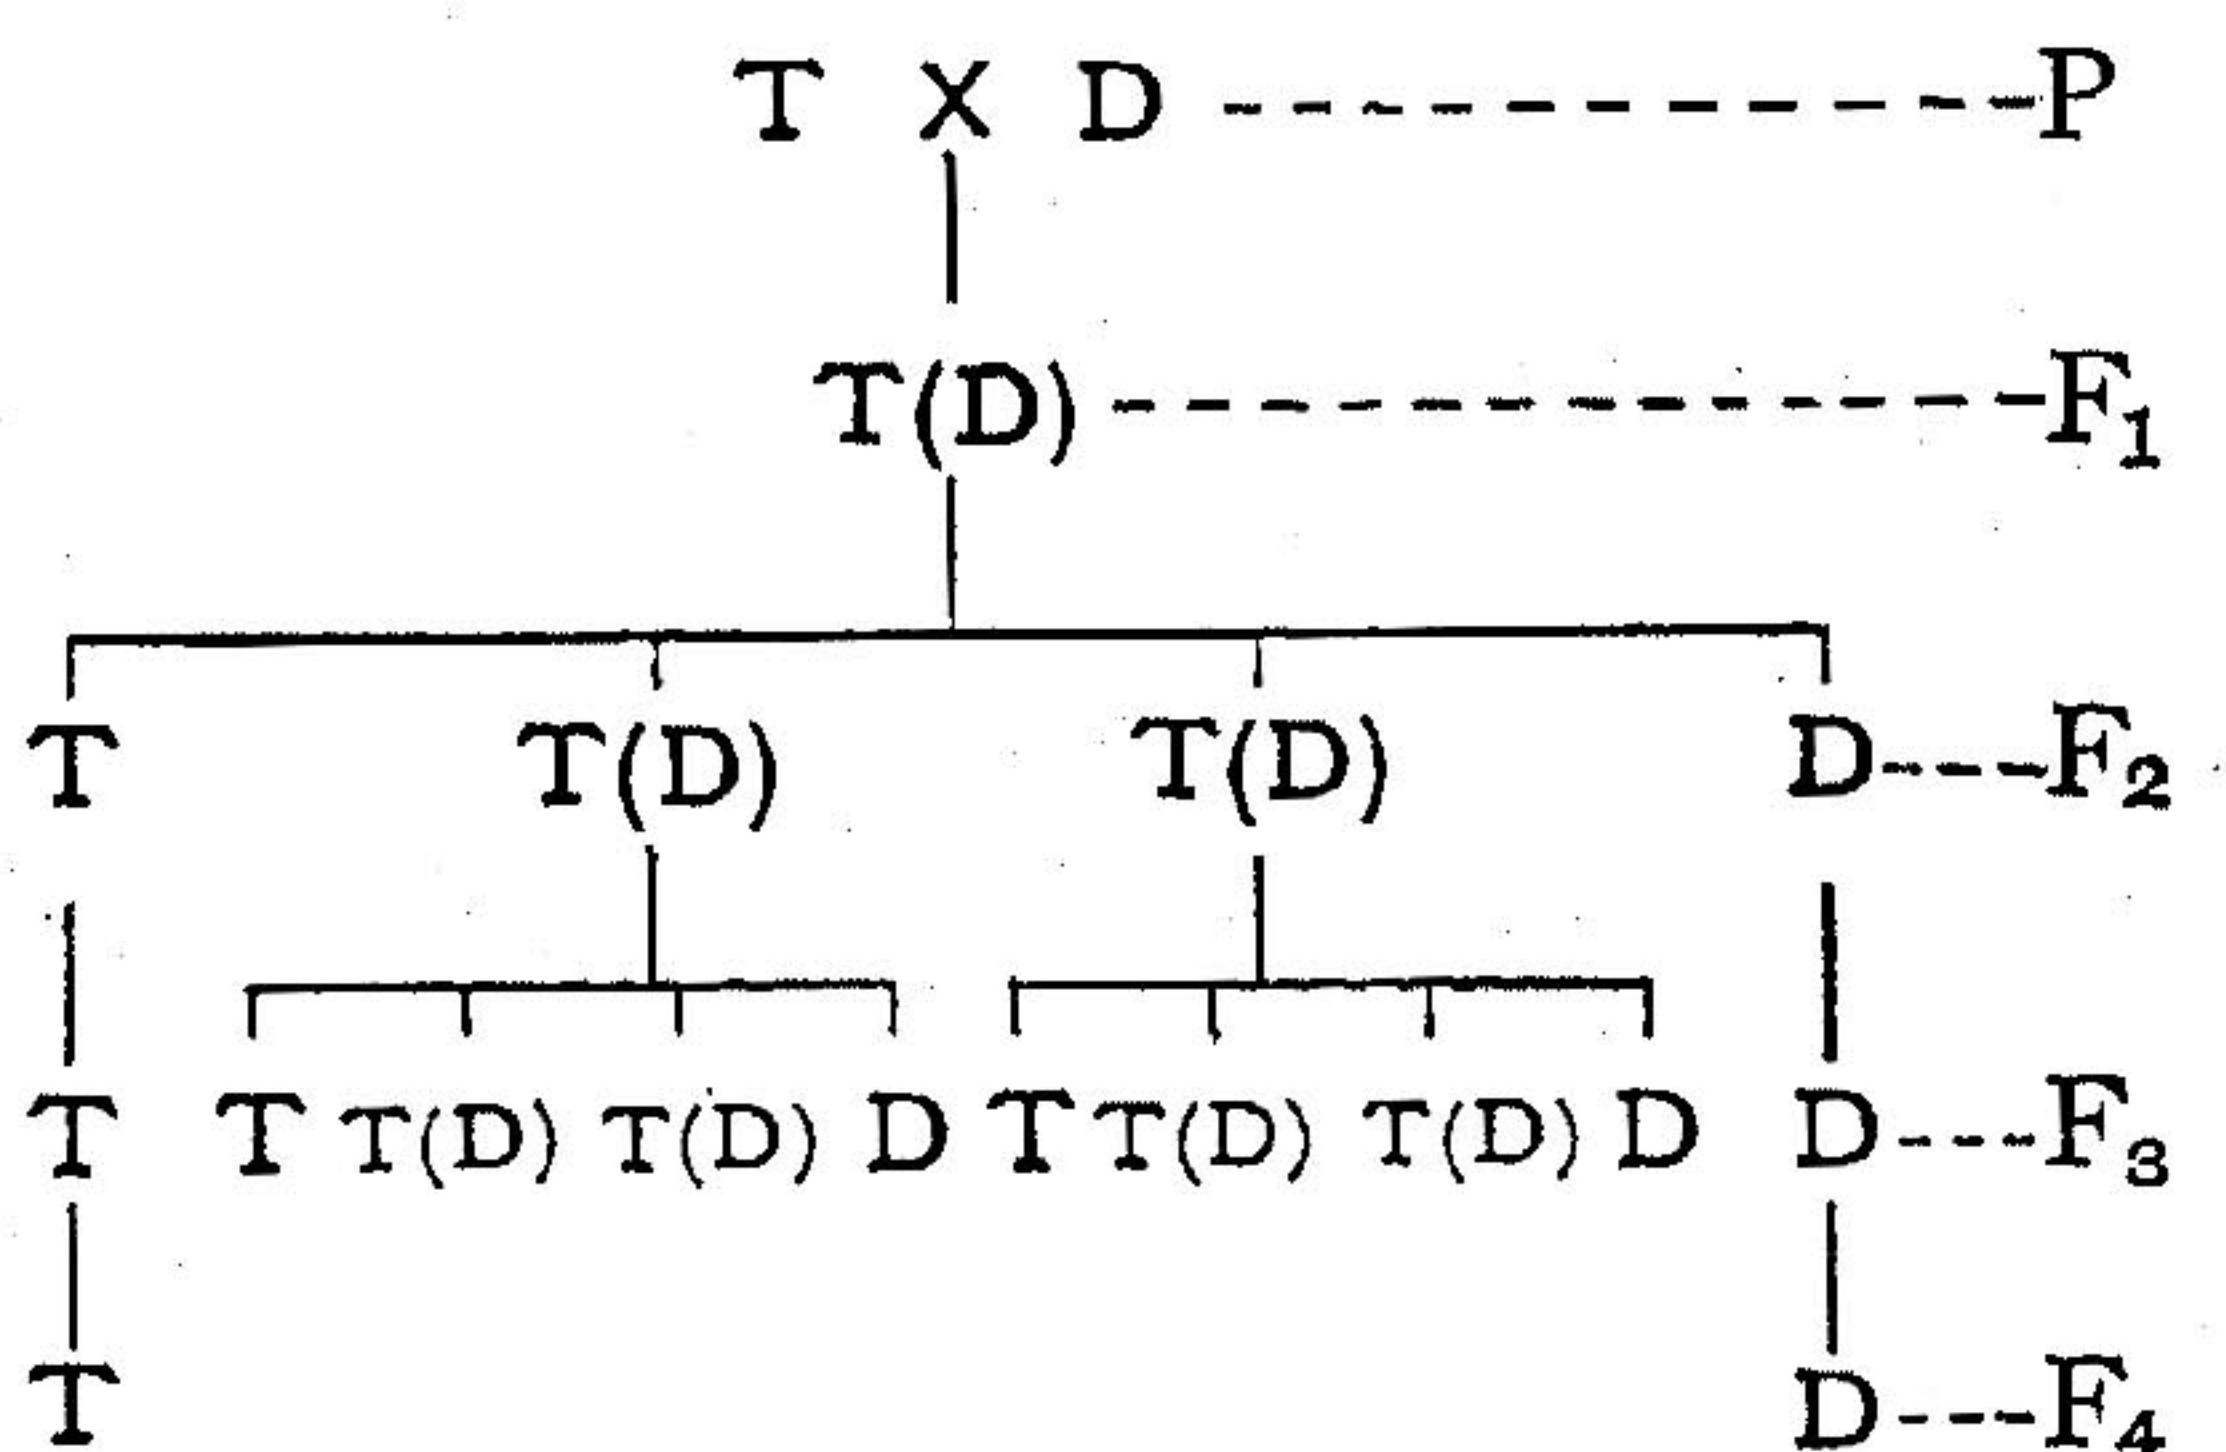 T X D -----------P
T(D) -------------F₁
T T(D) T(D) D---F₂
T T T(D) T(D) D T T(D) T(D) D D---F₃
T D---F₄